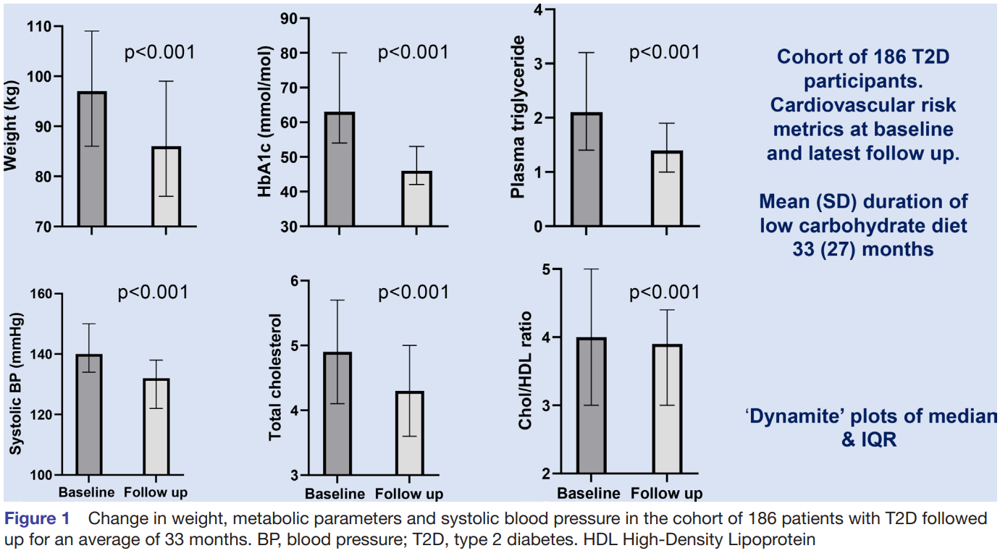 Weight (kg)
110
100
90
80
70
p<0.001
HbA1c (mmol/mol)
90
80
70
60
50
40
30
p<0.001
Plasma triglyceride
4
3
2
1
0
p<0.001
Cohort of 186 T2D
participants.
Cardiovascular risk
metrics at baseline
and latest follow up.
Mean (SD) duration of
low carbohydrate diet
33 (27) months
Systolic BP (mmHg)
160
140
120
100
p<0.001
Baseline Follow up
Total cholesterol
6
5
4
3
p<0.001
Baseline Follow up
Chol/HDL ratio
5
4
3
2
p<0.001
Baseline Follow up
‘Dynamite’ plots of median
& IQR
Figure 1 Change in weight, metabolic parameters and systolic blood pressure in the cohort of 186 patients with T2D followed
up for an average of 33 months. BP, blood pressure; T2D, type 2 diabetes. HDL High-Density Lipoprotein